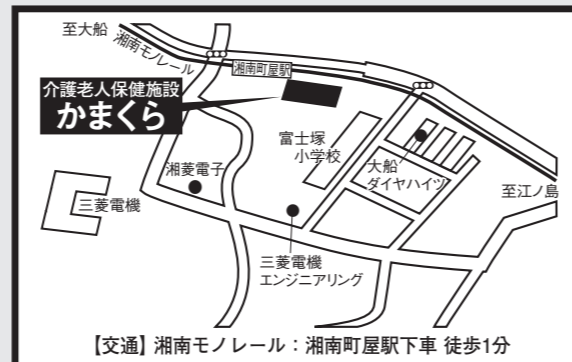 至大船
湘南モノレール
湘南町屋駅
介護老人保健施設
かまくら
富士塚
小学校
大船
ダイヤハイツ
至江ノ島
湘菱電子
三菱電機
三菱電機
エンジニアリング
【交通】湘南モノレール：湘南町屋駅下車 徒歩1分